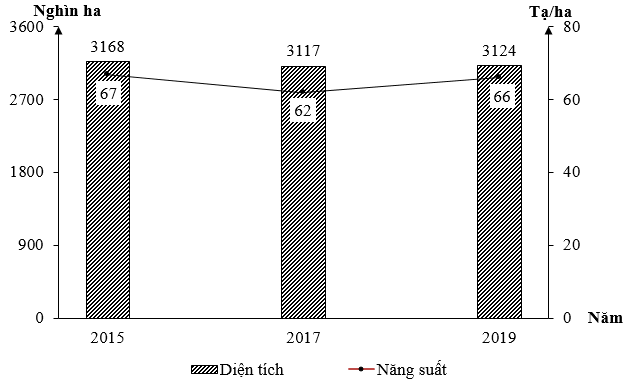 Nghìn ha Tạ/ha
3600 80
3168 3117 3124
67 62 66
2700 60
1800 40
900 20
0 0 Năm
2015 2017 2019
Diện tích Năng suất